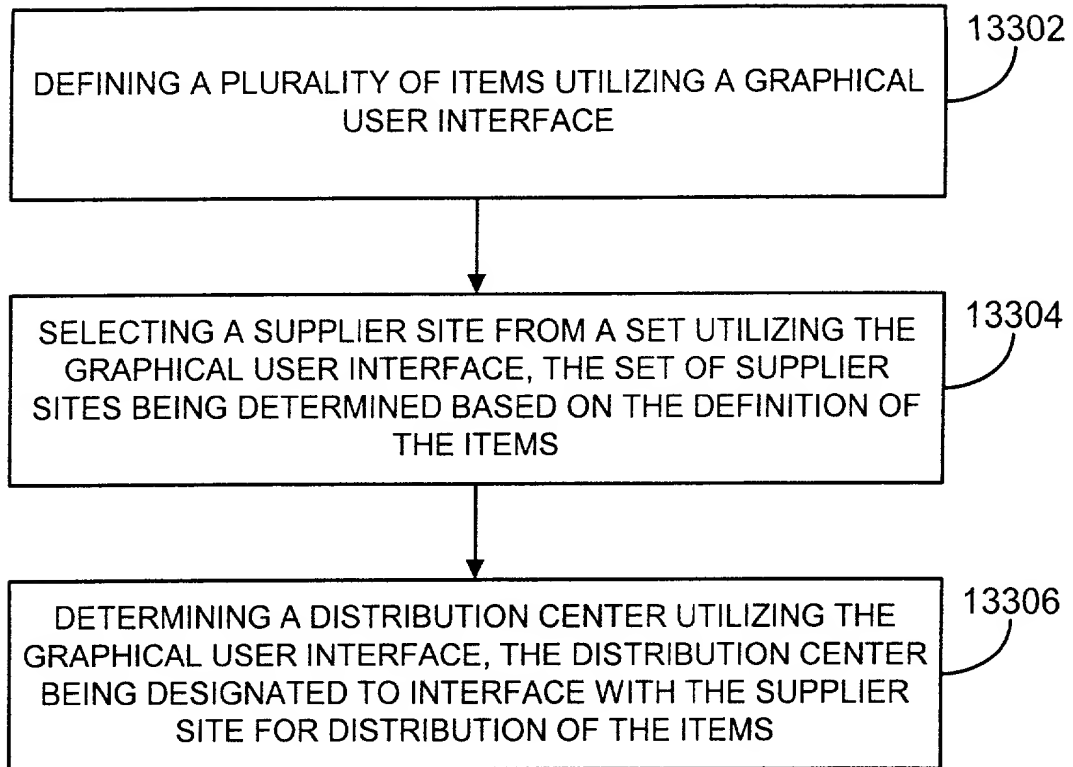 13302
DEFINING A PLURALITY OF ITEMS UTILIZING A GRAPHICAL
USER INTERFACE
13304
SELECTING A SUPPLIER SITE FROM A SET UTILIZING THE
GRAPHICAL USER INTERFACE, THE SET OF SUPPLIER
SITES BEING DETERMINED BASED ON THE DEFINITION OF
THE ITEMS
13306
DETERMINING A DISTRIBUTION CENTER UTILIZING THE
GRAPHICAL USER INTERFACE, THE DISTRIBUTION CENTER
BEING DESIGNATED TO INTERFACE WITH THE SUPPLIER
SITE FOR DISTRIBUTION OF THE ITEMS